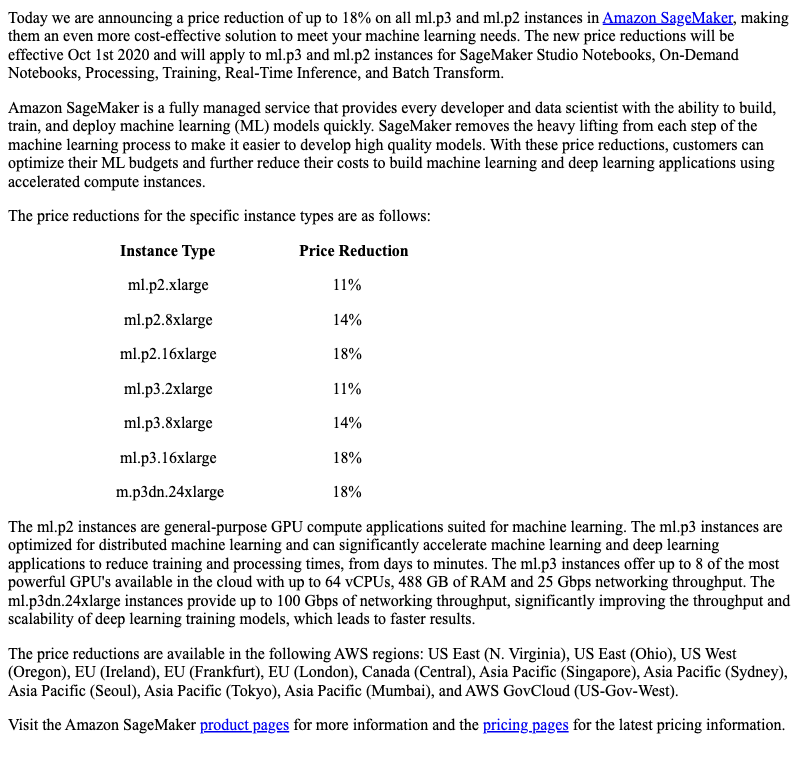 Today we are announcing a price reduction of up to 18% on all ml.p3 and ml.p2 instances in Amazon SageMaker, making
them an even more cost-effective solution to meet your machine learning needs. The new price reductions will be
effective Oct 1st 2020 and will apply to ml.p3 and ml.p2 instances for SageMaker Studio Notebooks, On-Demand
Notebooks, Processing, Training, Real-Time Inference, and Batch Transform.
Amazon SageMaker is a fully managed service that provides every developer and data scientist with the ability to build,
train, and deploy machine learning (ML) models quickly. SageMaker removes the heavy lifting from each step of the
machine learning process to make it easier to develop high quality models. With these price reductions, customers can
optimize their ML budgets and further reduce their costs to build machine learning and deep learning applications using
accelerated compute instances.
The price reductions for the specific instance types are as follows:
Instance Type Price Reduction
ml.p2.xlarge 11%
ml.p2.8xlarge 14%
ml.p2.16xlarge 18%
ml.p3.2xlarge 11%
ml.p3.8xlarge 14%
ml.p3.16xlarge 18%
m.p3dn.24xlarge 18%
The ml.p2 instances are general-purpose GPU compute applications suited for machine learning. The ml.p3 instances are
optimized for distributed machine learning and can significantly accelerate machine learning and deep learning
applications to reduce training and processing times, from days to minutes. The ml.p3 instances offer up to 8 of the most
powerful GPU's available in the cloud with up to 64 vCPUs, 488 GB of RAM and 25 Gbps networking throughput. The
ml.p3dn.24xlarge instances provide up to 100 Gbps of networking throughput, significantly improving the throughput and
scalability of deep learning training models, which leads to faster results.
The price reductions are available in the following AWS regions: US East (N. Virginia), US East (Ohio), US West
(Oregon), EU (Ireland), EU (Frankfurt), EU (London), Canada (Central), Asia Pacific (Singapore), Asia Pacific (Sydney),
Asia Pacific (Seoul), Asia Pacific (Tokyo), Asia Pacific (Mumbai), and AWS GovCloud (US-Gov-West).
Visit the Amazon SageMaker product pages for more information and the pricing pages for the latest pricing information.